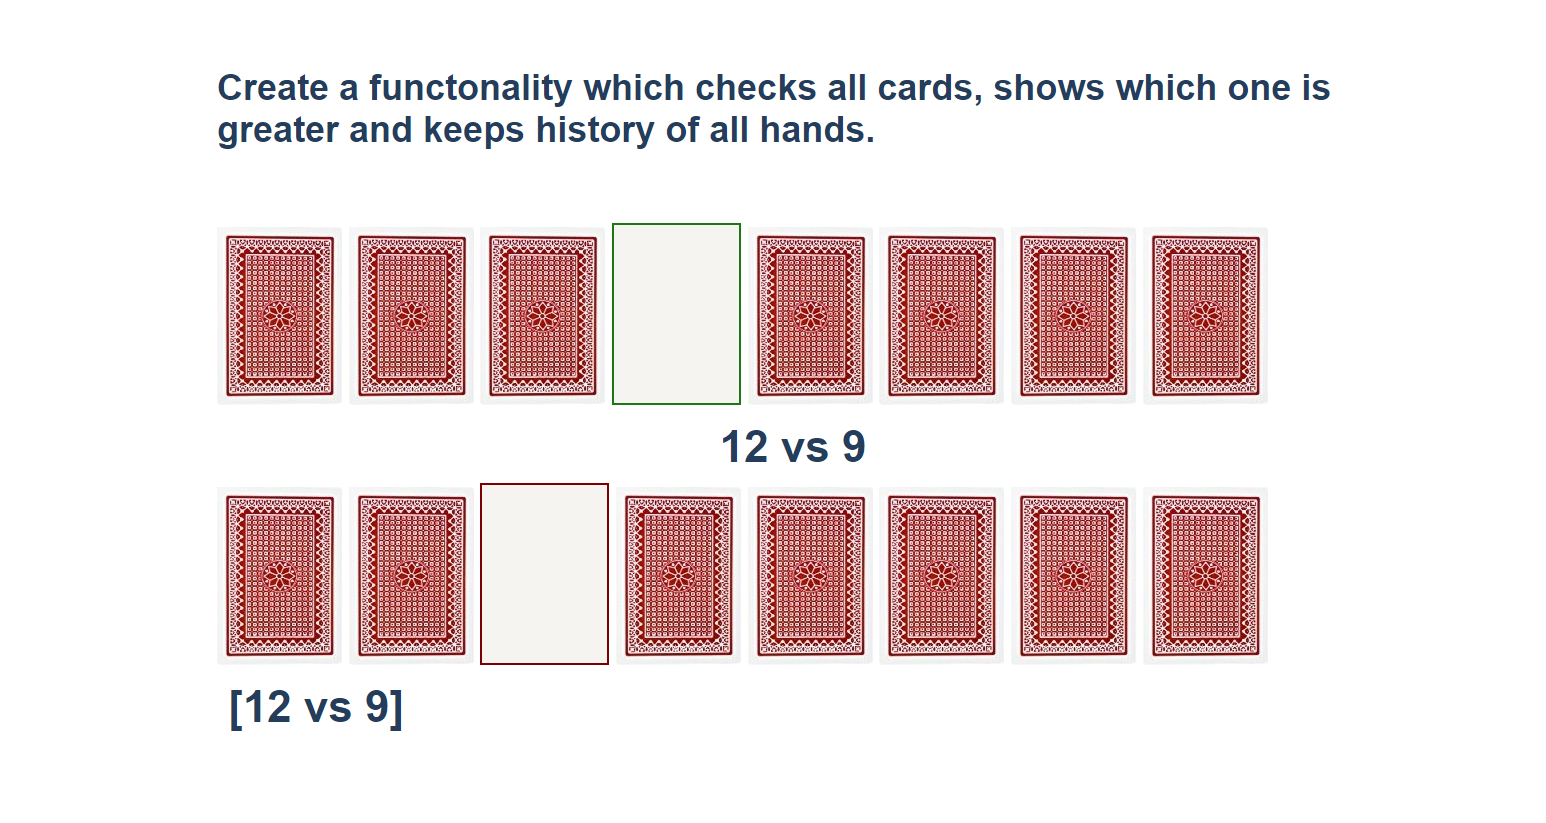 Create a functonality which checks all cards, shows which one is
greater and keeps history of all hands.
12 vs 9
[12 vs 9]